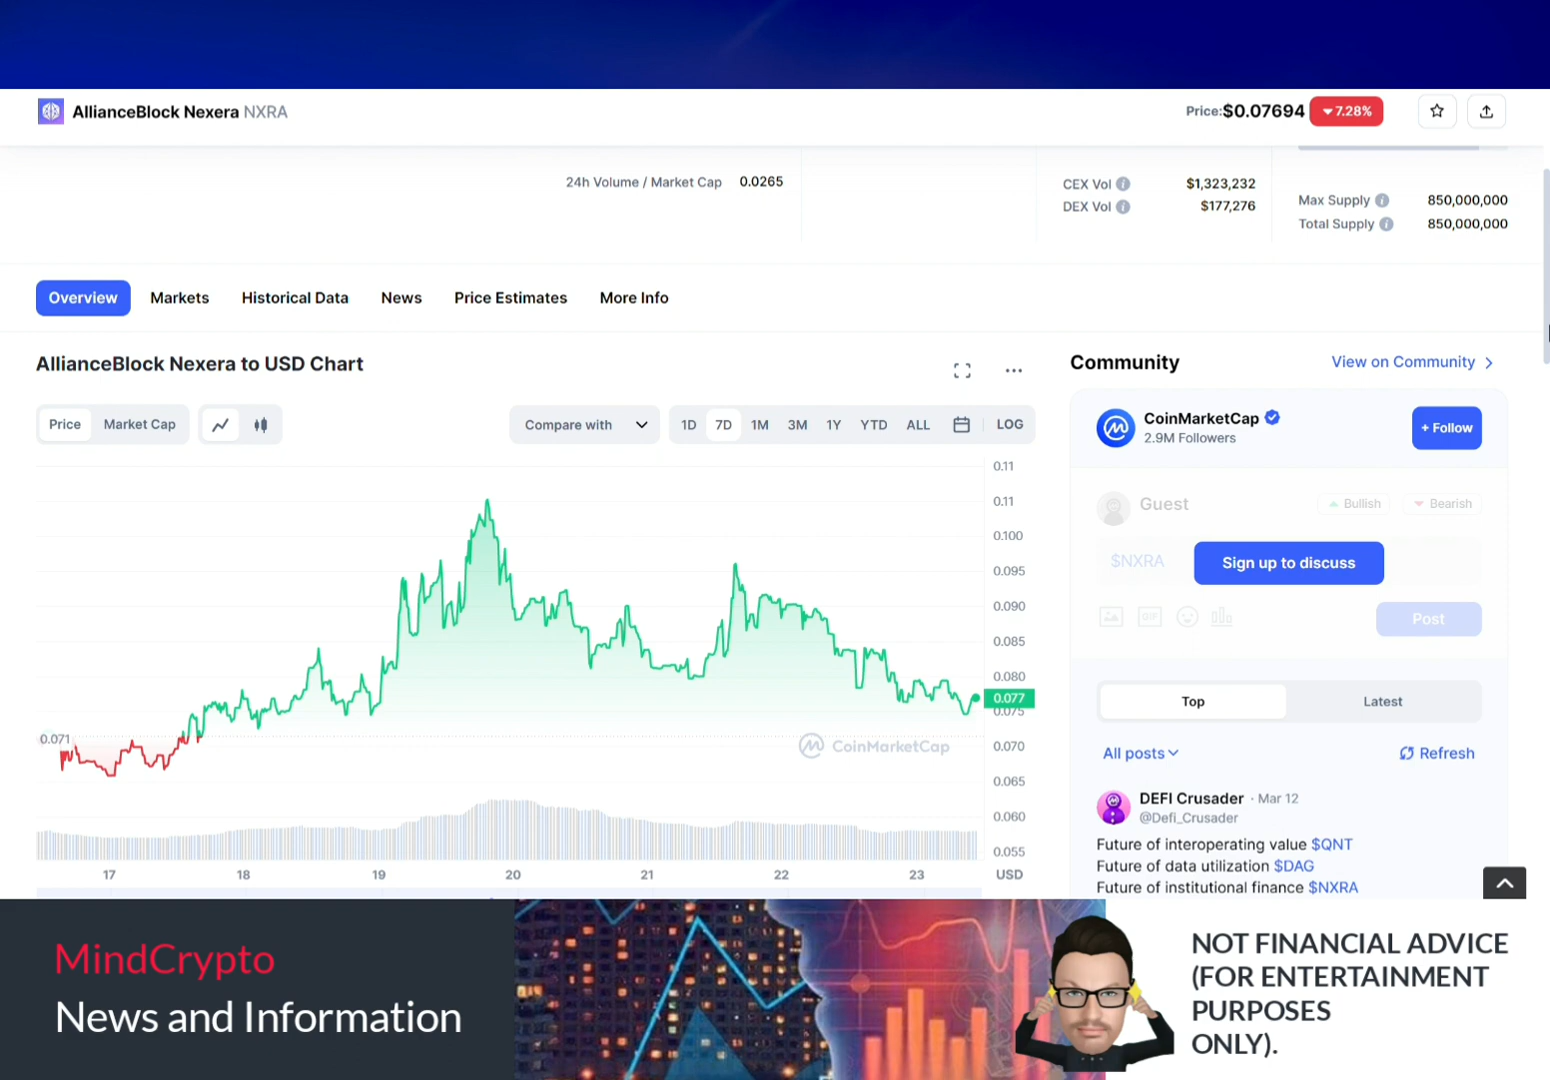 AllianceBlock Nexera NXRA
Price:$0.07694 7.28%
24h Volume / Market Cap 0.0265
CEX Vol $1,323,232
DEX Vol $177,276
Max Supply 850,000,000
Total Supply 850,000,000
Overview Markets Historical Data News Price Estimates More Info
AllianceBlock Nexera to USD Chart
Price Market Cap
Compare with
1D 7D 1M 3M 1Y YTD ALL LOG
0.11
0.11
0.100
0.095
0.090
0.085
0.080
0.077
0.075
0.070
0.065
0.060
0.055
0.071
CoinMarketCap
17 18 19 20 21 22 23 USD
Community
View on Community
CoinMarketCap
2.9M Followers
+ Follow
Guest
Bullish
Bearish
$NXRA
Sign up to discuss
GIF
Post
Top
Latest
All posts
Refresh
DEFI Crusader · Mar 12
@Defi_Crusader
Future of interoperating value $QNT
Future of data utilization $DAG
Future of institutional finance $NXRA
MindCrypto
News and Information
NOT FINANCIAL ADVICE
(FOR ENTERTAINMENT
PURPOSES
ONLY).